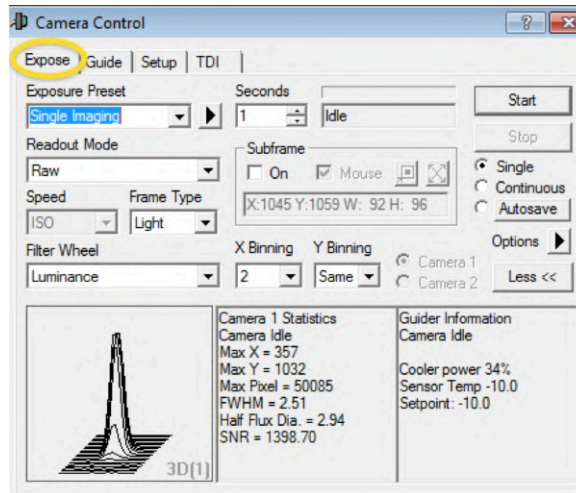 Camera Control
Expose Guide Setup TDI
Exposure Preset
Single Imaging
Seconds
1
Idle
Start
Stop
Readout Mode
Raw
Subframe
On Mouse
X:1045 Y:1059 W: 92 H: 96
Single
Continuous
Autosave
Speed Frame Type
ISO Light
Filter Wheel
Luminance
X Binning Y Binning
2 Same
Camera 1
Camera 2
Options
Less <<
3D(1)
Camera 1 Statistics
Camera Idle
Max X = 357
Max Y = 1032
Max Pixel = 50085
FWHM = 2.51
Half Flux Dia. = 2.94
SNR = 1398.70
Guider Information
Camera Idle
Cooler power 34%
Sensor Temp -10.0
Setpoint: -10.0